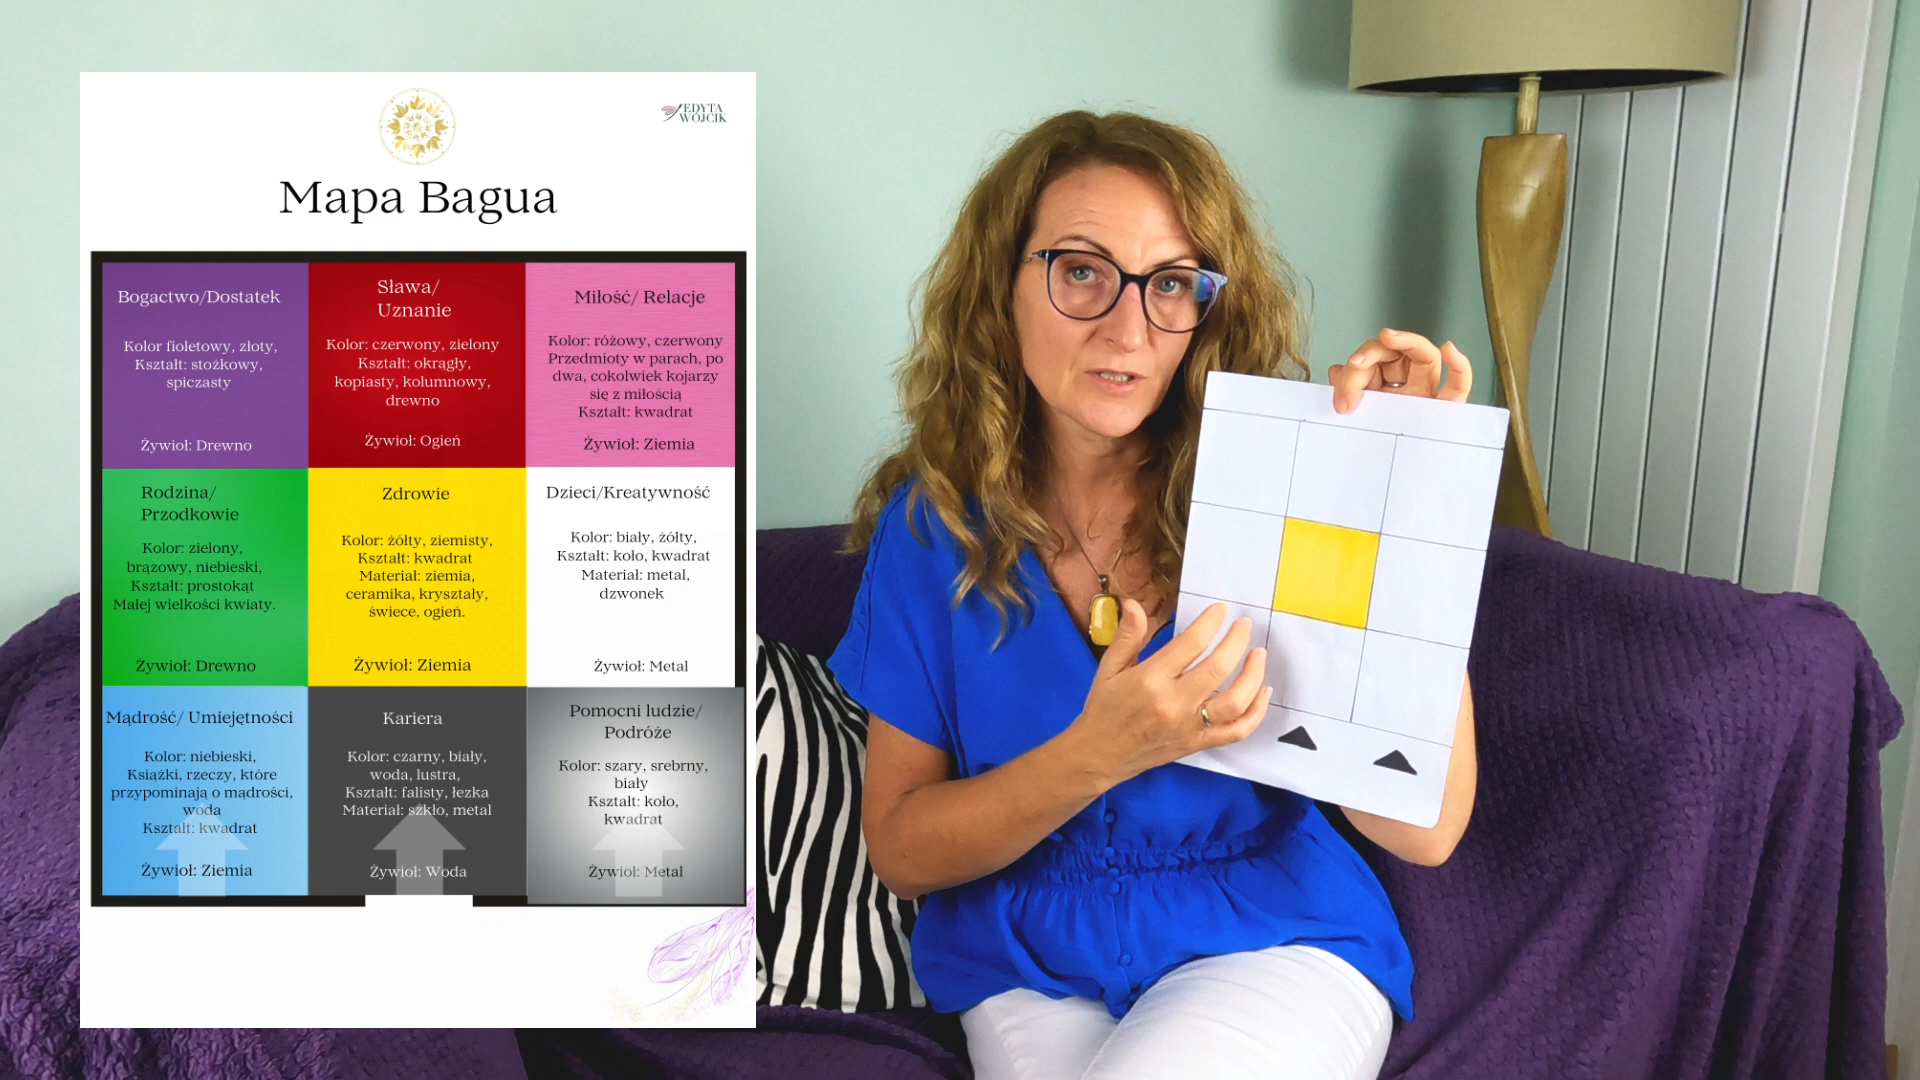 EDYTA
WÓJCIK
Mapa Bagua
Bogactwo/Dostatek
Kolor fioletowy, złoty,
Kształt: stożkowy,
spiczasty
Żywioł: Drewno
Sława/
Uznanie
Kolor: czerwony, zielony
Kształt: okrągły,
kopiasty, kolumnowy,
drewno
Żywioł: Ogień
Miłość/ Relacje
Kolor: różowy, czerwony
Przedmioty w parach, po
dwa, cokolwiek kojarzy
się z miłością
Kształt: kwadrat
Żywioł: Ziemia
Rodzina/
Przodkowie
Kolor: zielony,
brązowy, niebieski,
Kształt: prostokąt
Małej wielkości kwiaty.
Żywioł: Drewno
Zdrowie
Kolor: żółty, ziemisty,
Kształt: kwadrat
Materiał: ziemia,
ceramika, kryształy,
świece, ogień.
Żywioł: Ziemia
Dzieci/Kreatywność
Kolor: biały, żółty,
Kształt: koło, kwadrat
Materiał: metal,
dzwonek
Żywioł: Metal
Mądrość/ Umiejętności
Kolor: niebieski,
Książki, rzeczy, które
przypominają o mądrości,
woda
Kształt: kwadrat
Żywioł: Ziemia
Kariera
Kolor: czarny, biały,
woda, lustra,
Kształt: falisty, łezka
Materiał: szkło, metal
Żywioł: Woda
Pomocni ludzie/
Podróże
Kolor: szary, srebrny,
biały
Kształt: koło,
kwadrat
Żywioł: Metal